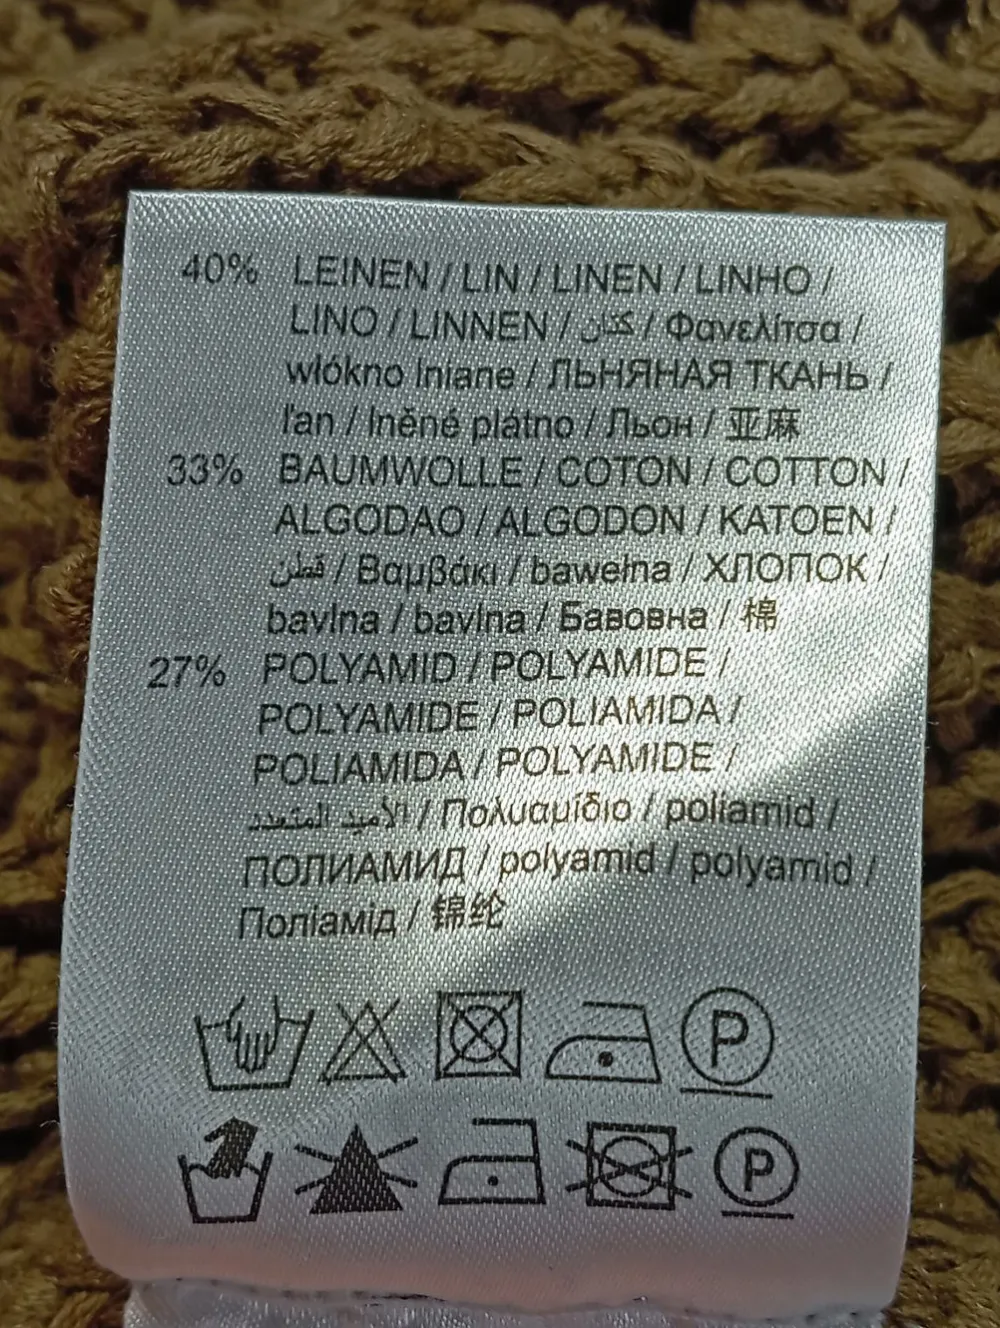 40% LEINEN / LIN / LINEN / LINHO /
LINO / LINNEN / كتان / Φανελίτσα /
włókno lniane / ЛЬНЯНАЯ ТКАНЬ /
ľan / lněné plátno / Льон / 亚麻
33% BAUMWOLLE / COTON / COTTON /
ALGODAO / ALGODON / KATOEN /
قطن / Βαμβάκι / bawełna / ХЛОПОК /
bavlna / bavlna / Бавовна / 棉
27% POLYAMID / POLYAMIDE /
POLYAMIDE / POLIAMIDA /
POLIAMIDA / POLYAMIDE /
الأميد المتعدد / Πολυαμίδιο / poliamid /
ПОЛИАМИД / polyamid / polyamid /
Поліамід / 锦纶
P
P